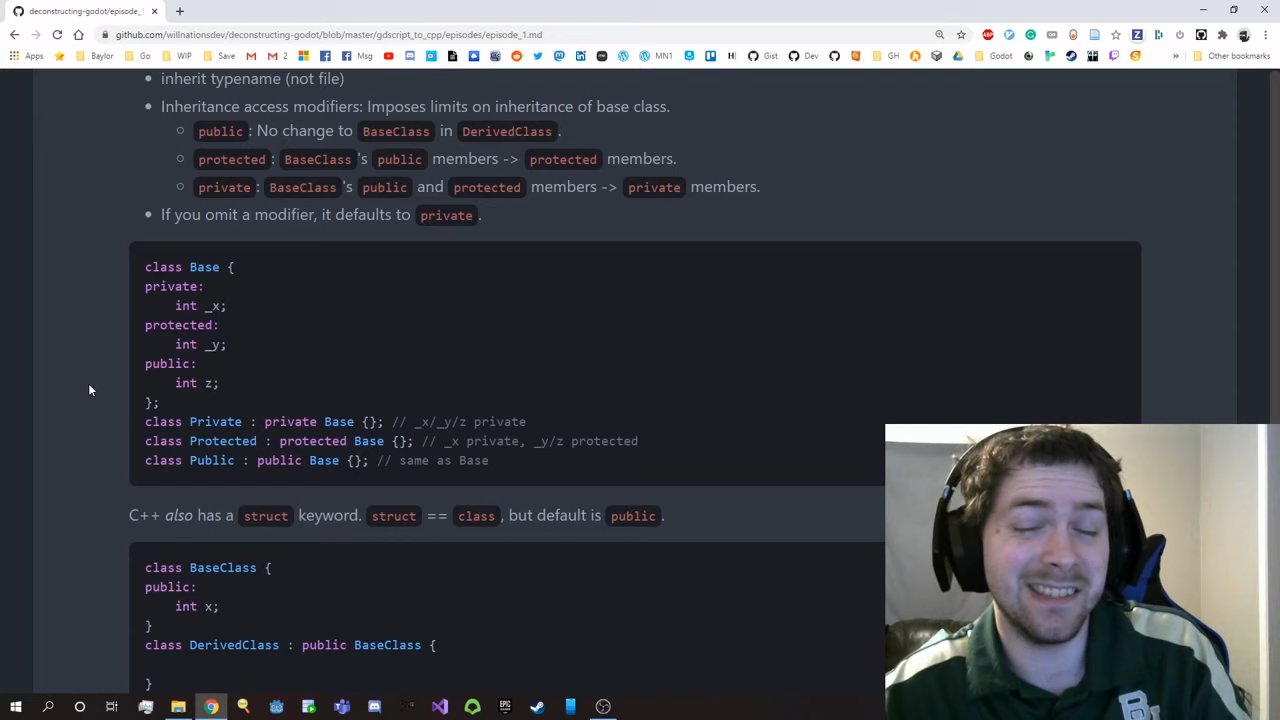 deconstructing-godot/episode_1
github.com/willnationsdev/deconstructing-godot/blob/master/gdscript_to_cpp/episodes/episode_1.md
Apps Baylor GH WIP Save M 1 M 2 Msg MN1 Gist Dev GH Godot Other bookmarks
inherit typename (not file)
Inheritance access modifiers: Imposes limits on inheritance of base class.
public: No change to BaseClass in DerivedClass.
protected: BaseClass's public members -> protected members.
private: BaseClass's public and protected members -> private members.
If you omit a modifier, it defaults to private.
class Base {
private:
int _x;
protected:
int _y;
public:
int z;
};
class Private : private Base {}; // _x/_y/z private
class Protected : protected Base {}; // _x private, _y/z protected
class Public : public Base {}; // same as Base
C++ also has a struct keyword. struct == class, but default is public.
class BaseClass {
public:
int x;
}
class DerivedClass : public BaseClass {
}